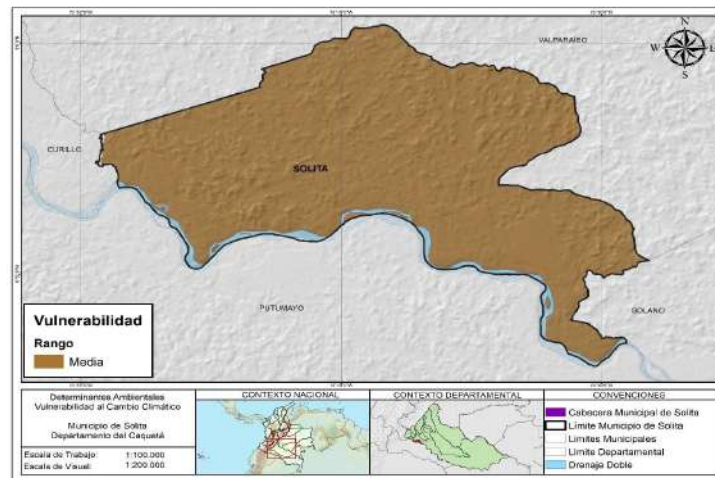 VALPARAÍSO
N
W
E
S
CURILLO
SOLITA
PUTUMAYO
SOLANO
Vulnerabilidad
Rango
Media
Determinantes Ambientales
Vulnerabilidad al Cambio Climático
Municipio de Solita
Departamento del Caquetá
Escala de Trabajo: 1:100.000
Escala de Visual: 1:200.000
CONTEXTO NACIONAL
CONTEXTO DEPARTAMENTAL
CONVENCIONES
Cabecera Municipal de Solita
Límite Municipio de Solita
Límites Municipales
Límite Departamental
Drenaje Doble